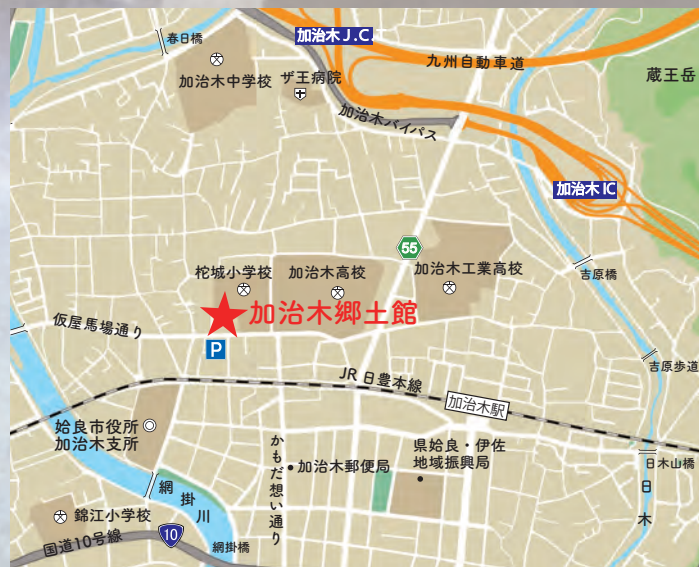 春日橋
加治木J.C.
九州自動車道
蔵王岳
加治木中学校
ザ王病院
加治木バイパス
加治木IC
55
柁城小学校
加治木高校
加治木工業高校
吉原橋
加治木郷土館
仮屋馬場通り
P
吉原歩道
JR日豊本線
加治木駅
姶良市役所
加治木支所
かもだ想い通り
加治木郵便局
県姶良・伊佐
地域振興局
日木山橋
網掛川
日木
錦江小学校
10
国道10号線
網掛橋